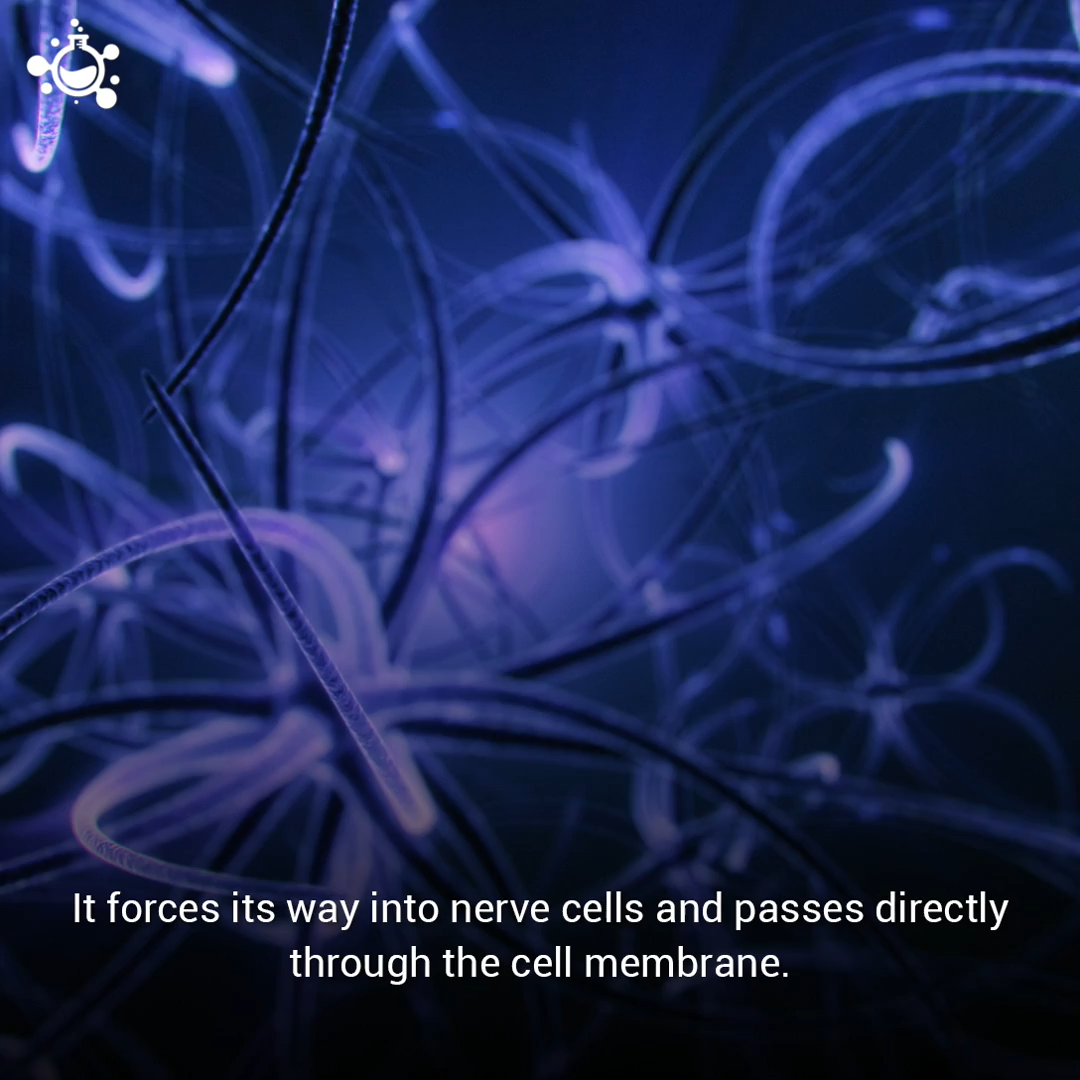 It forces its way into nerve cells and passes directly
through the cell membrane.